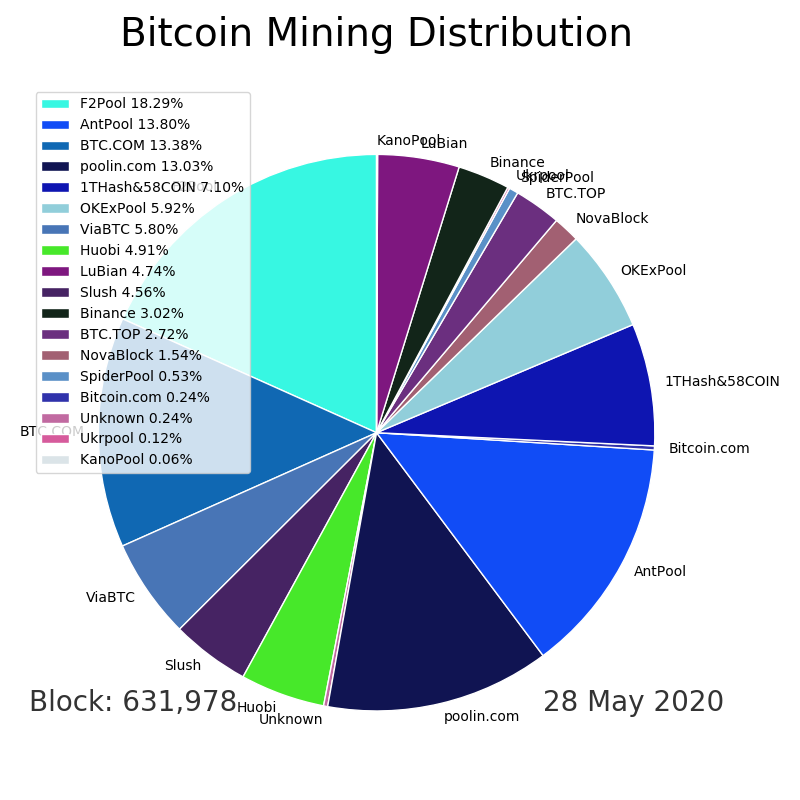 Bitcoin Mining Distribution
F2Pool 18.29%
AntPool 13.80%
BTC.COM 13.38%
poolin.com 13.03%
1THash&58COIN 7.10%
OKExPool 5.92%
ViaBTC 5.80%
Huobi 4.91%
LuBian 4.74%
Slush 4.56%
Binance 3.02%
BTC.TOP 2.72%
NovaBlock 1.54%
SpiderPool 0.53%
Bitcoin.com 0.24%
Unknown 0.24%
Ukrpool 0.12%
KanoPool 0.06%
KanoPool
LuBian
Binance
Ukrpool
SpiderPool
BTC.TOP
NovaBlock
OKExPool
1THash&58COIN
Bitcoin.com
AntPool
poolin.com
Unknown
Huobi
Slush
ViaBTC
BTC.COM
Block: 631,978
28 May 2020